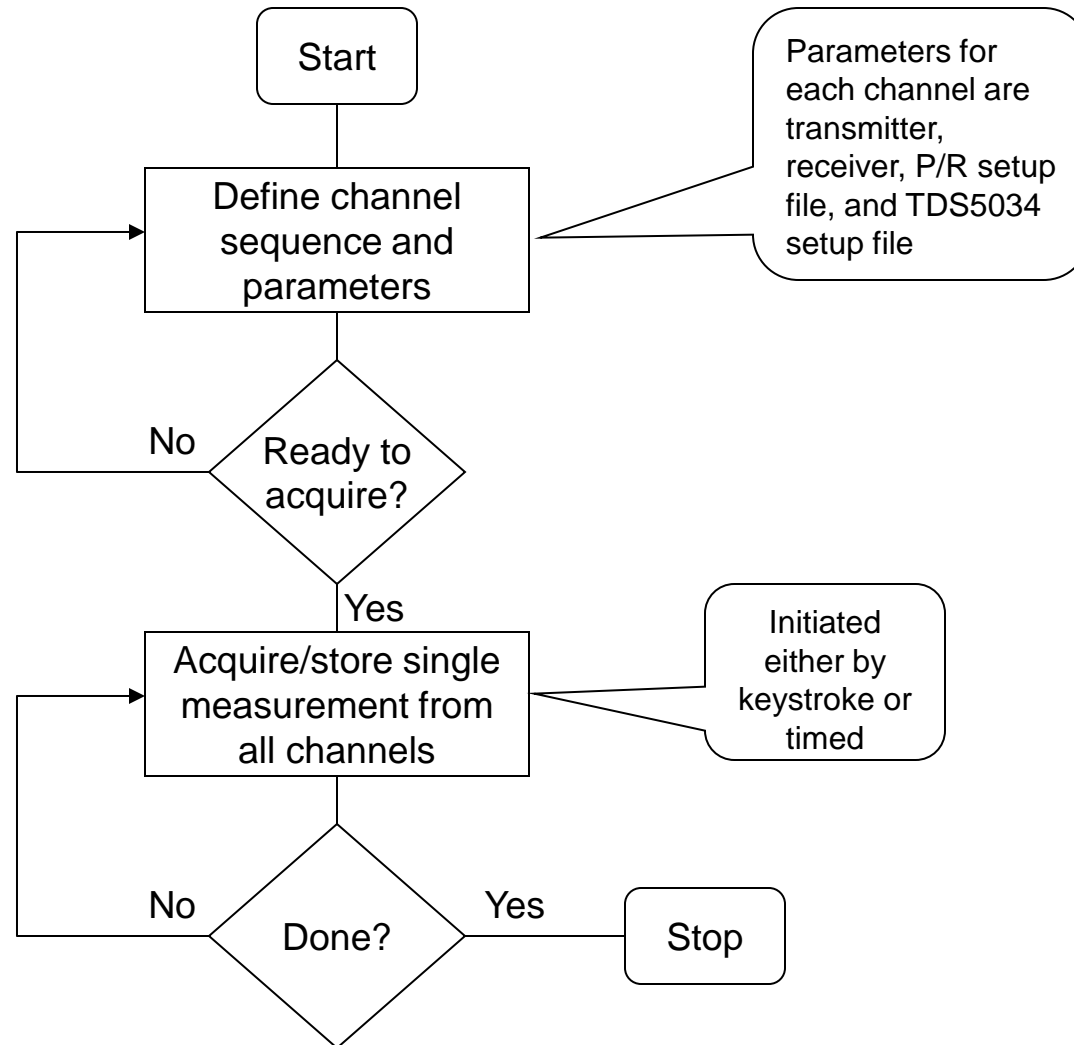 Start
Parameters for
each channel are
transmitter,
receiver, P/R setup
file, and TDS5034
setup file
Define channel
sequence and
parameters
No
Ready to
acquire?
Yes
Acquire/store single
measurement from
all channels
Initiated
either by
keystroke or
timed
No
Done?
Yes
Stop